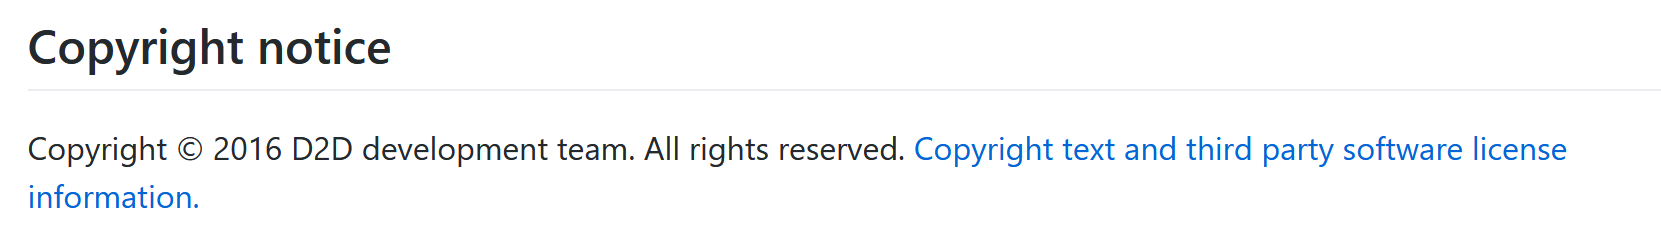 Copyright notice
Copyright © 2016 D2D development team. All rights reserved. Copyright text and third party software license
information.